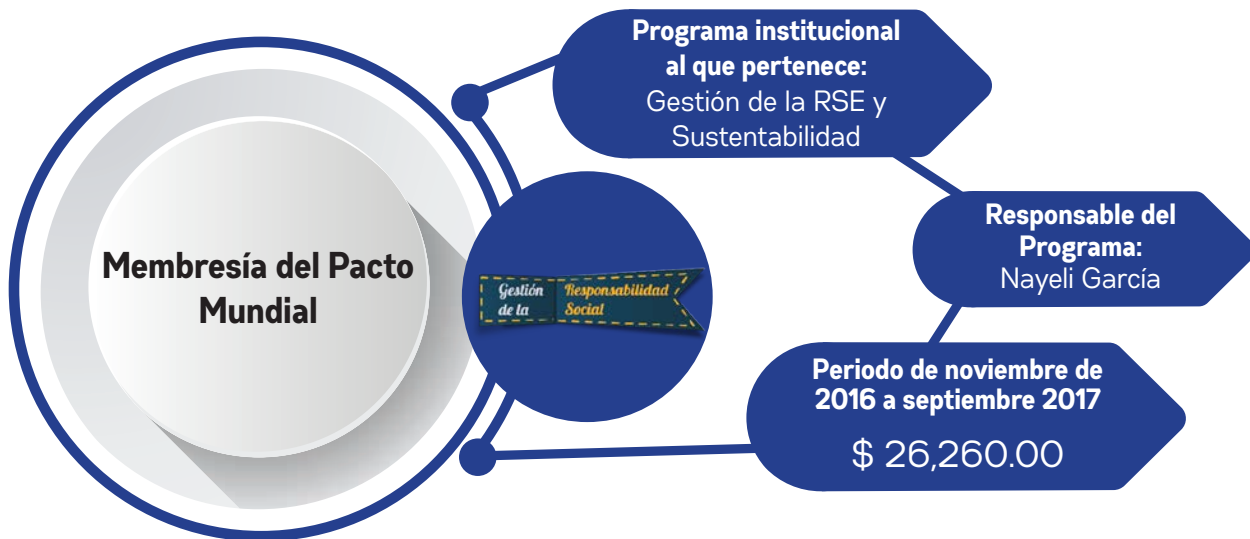 Membresía del Pacto
Mundial
Gestión
de la
Responsabilidad
Social
Programa institucional
al que pertenece:
Gestión de la RSE y
Sustentabilidad
Responsable del
Programa:
Nayeli García
Periodo de noviembre de
2016 a septiembre 2017
$ 26,260.00